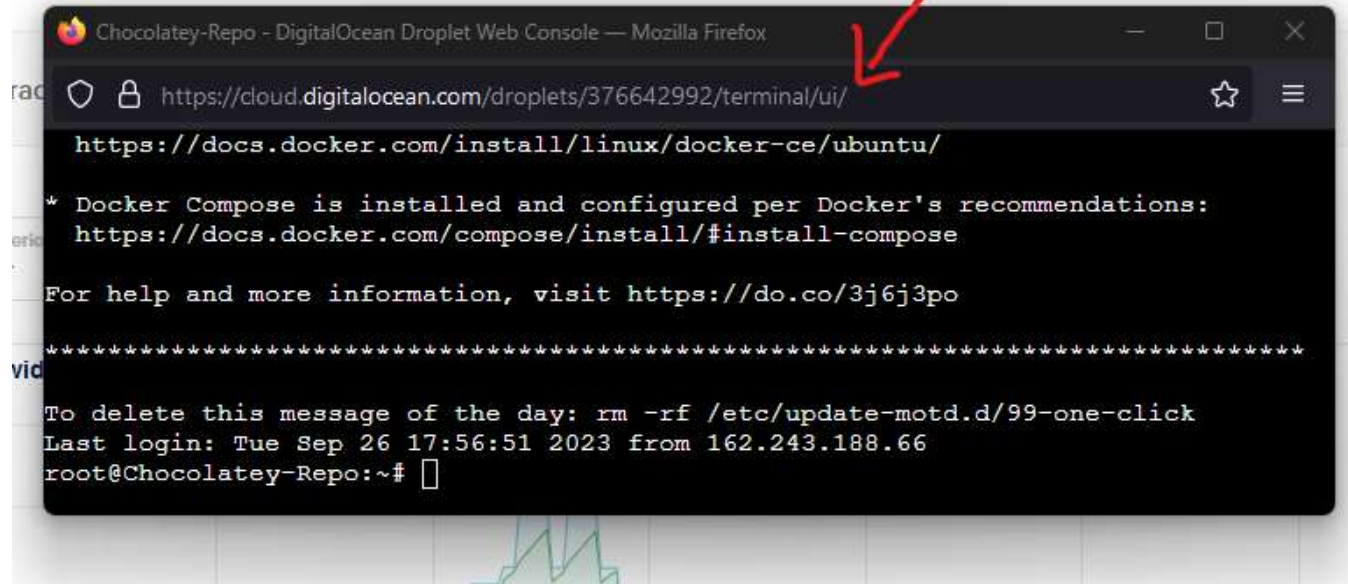 Chocolatey-Repo - DigitalOcean Droplet Web Console — Mozilla Firefox
https://cloud.digitalocean.com/droplets/376642992/terminal/ui/
https://docs.docker.com/install/linux/docker-ce/ubuntu/
* Docker Compose is installed and configured per Docker's recommendations:
https://docs.docker.com/compose/install/#install-compose
For help and more information, visit https://do.co/3j6j3po
********************************************************************************
To delete this message of the day: rm -rf /etc/update-motd.d/99-one-click
Last login: Tue Sep 26 17:56:51 2023 from 162.243.188.66
root@Chocolatey-Repo:~#